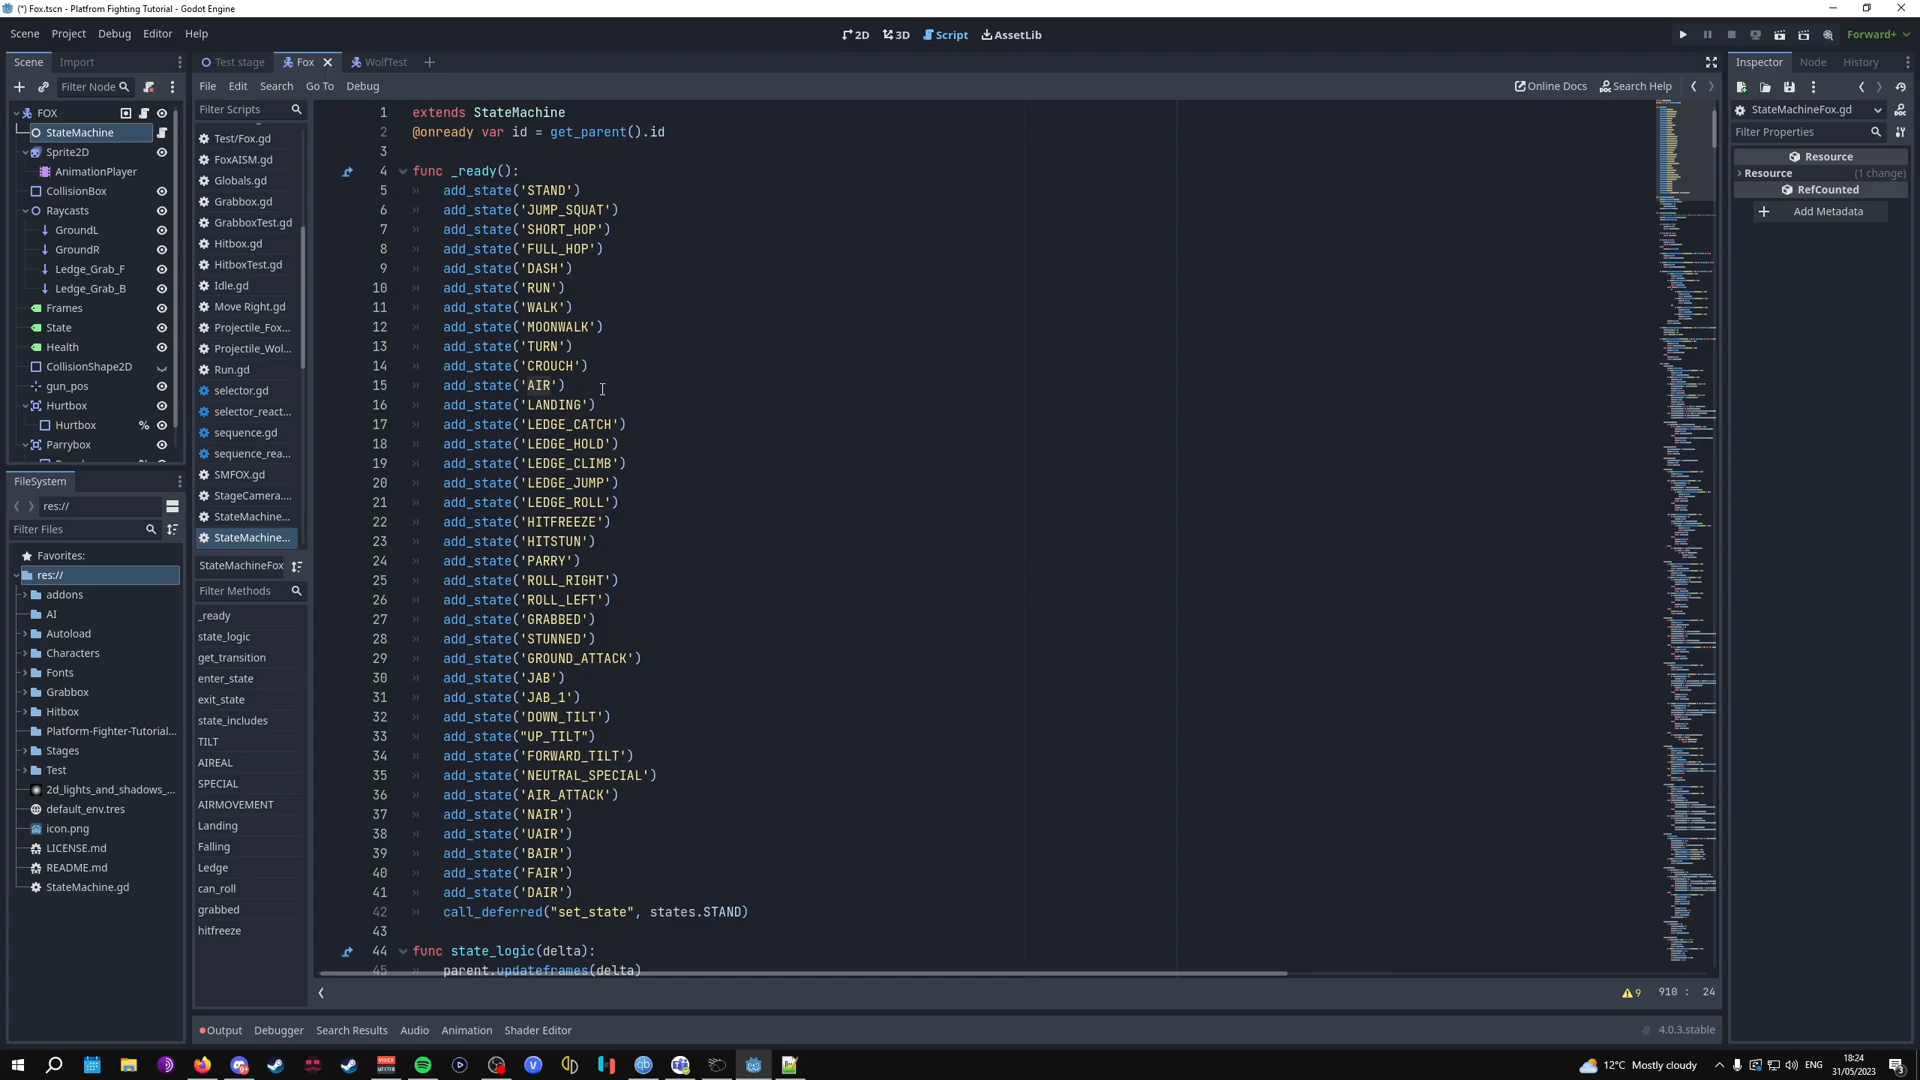 (*) Fox.tscn - Platfrom Fighting Tutorial - Godot Engine
Scene Project Debug Editor Help
2D 3D Script AssetLib
Forward+
Scene Import
Filter Node
FOX
StateMachine
Sprite2D
AnimationPlayer
CollisionBox
Raycasts
GroundL
GroundR
Ledge_Grab_F
Ledge_Grab_B
Frames
State
Health
CollisionShape2D
gun_pos
Hurtbox
Hurtbox %
Parrybox
FileSystem
res://
Filter Files
Favorites:
res://
addons
AI
Autoload
Characters
Fonts
Grabbox
Hitbox
Platform-Fighter-Tutorial...
Stages
Test
2d_lights_and_shadows_...
default_env.tres
icon.png
LICENSE.md
README.md
StateMachine.gd
Test stage Fox WolfTest
File Edit Search Go To Debug
Online Docs Search Help
Filter Scripts
Test/Fox.gd
FoxAISM.gd
Globals.gd
Grabbox.gd
GrabboxTest.gd
Hitbox.gd
HitboxTest.gd
Idle.gd
Move Right.gd
Projectile_Fox...
Projectile_Wol...
Run.gd
selector.gd
selector_react...
sequence.gd
sequence_rea...
SMFOX.gd
StageCamera....
StateMachine...
StateMachine...
StateMachineFox
Filter Methods
_ready
state_logic
get_transition
enter_state
exit_state
state_includes
TILT
AIREAL
SPECIAL
AIRMOVEMENT
Landing
Falling
Ledge
can_roll
grabbed
hitfreeze
1 extends StateMachine
2 @onready var id = get_parent().id
3
4 func _ready():
5 add_state('STAND')
6 add_state('JUMP_SQUAT')
7 add_state('SHORT_HOP')
8 add_state('FULL_HOP')
9 add_state('DASH')
10 add_state('RUN')
11 add_state('WALK')
12 add_state('MOONWALK')
13 add_state('TURN')
14 add_state('CROUCH')
15 add_state('AIR')
16 add_state('LANDING')
17 add_state('LEDGE_CATCH')
18 add_state('LEDGE_HOLD')
19 add_state('LEDGE_CLIMB')
20 add_state('LEDGE_JUMP')
21 add_state('LEDGE_ROLL')
22 add_state('HITFREEZE')
23 add_state('HITSTUN')
24 add_state('PARRY')
25 add_state('ROLL_RIGHT')
26 add_state('ROLL_LEFT')
27 add_state('GRABBED')
28 add_state('STUNNED')
29 add_state('GROUND_ATTACK')
30 add_state('JAB')
31 add_state('JAB_1')
32 add_state('DOWN_TILT')
33 add_state("UP_TILT")
34 add_state('FORWARD_TILT')
35 add_state('NEUTRAL_SPECIAL')
36 add_state('AIR_ATTACK')
37 add_state('NAIR')
38 add_state('UAIR')
39 add_state('BAIR')
40 add_state('FAIR')
41 add_state('DAIR')
42 call_deferred("set_state", states.STAND)
43
44 func state_logic(delta):
45 parent.updateframes(delta)
9 910 : 24
Output Debugger Search Results Audio Animation Shader Editor
4.0.3.stable
Inspector Node History
StateMachineFox.gd
Filter Properties
Resource
Resource (1 change)
RefCounted
Add Metadata
12°C Mostly cloudy
ENG
18:24
31/05/2023